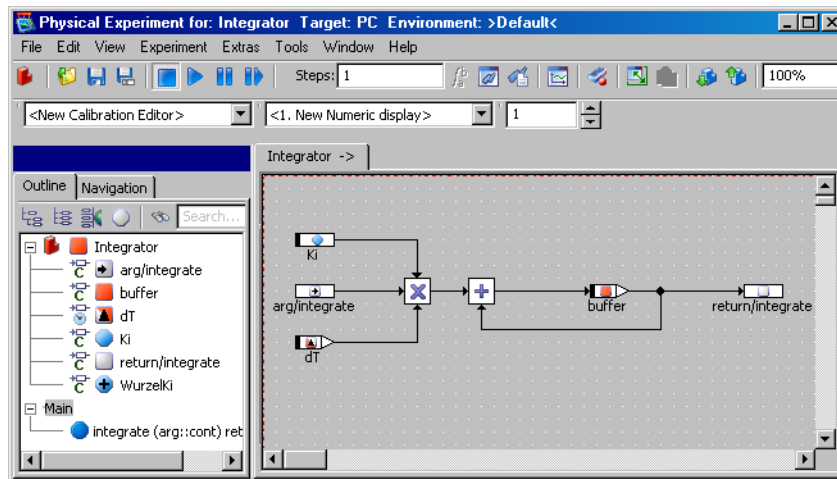 Physical Experiment for: Integrator Target: PC Environment: >Default<
File Edit View Experiment Extras Tools Window Help
Steps: 1 100%
<New Calibration Editor> <1. New Numeric display> 1
Integrator ->
Outline Navigation
Search...
Integrator
arg/integrate
buffer
dT
Ki
return/integrate
WurzelKi
Main
integrate (arg::cont) ret
Ki
arg/integrate
dT
buffer
return/integrate